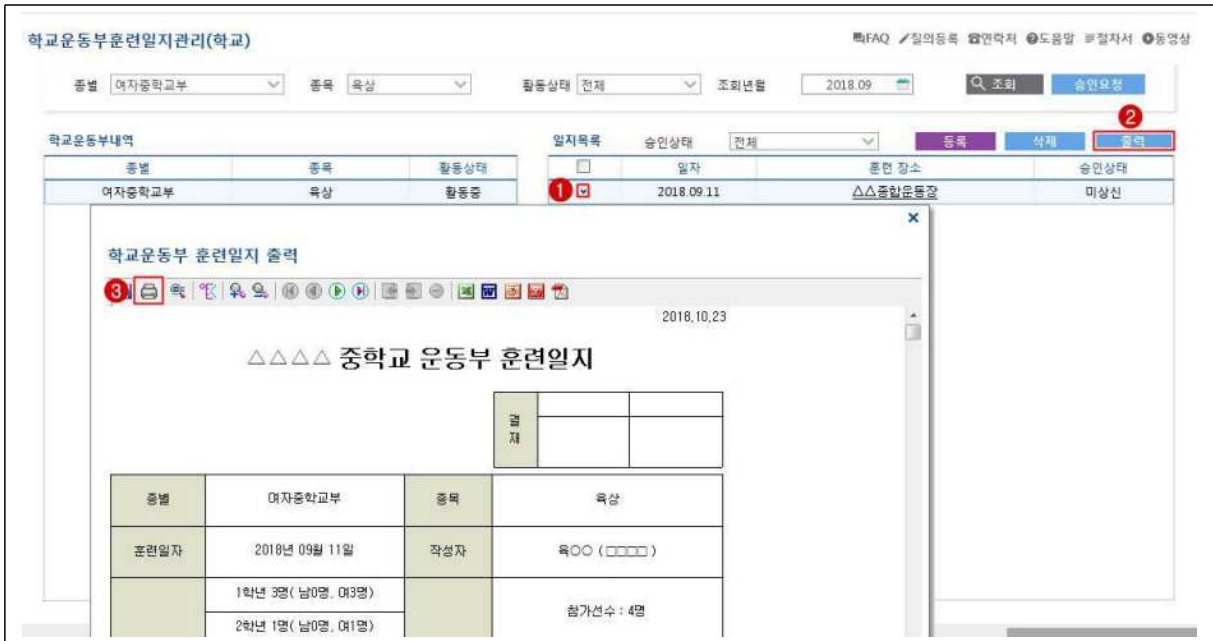 학교운동부훈련일지관리(학교) FAQ 질의등록 연락처 도움말 절차서 동영상
종별 여자중학교부 종목 육상 활동상태 전체 조회년월 2018.09 조회 승인요청
2
학교운동부내역 일지목록 승인상태 전체 등록 삭제 출력
종별 종목 활동상태 일자 훈련 장소 승인상태
여자중학교부 육상 활동중 1 2018.09.11 △△종합운동장 미상신
×
학교운동부 훈련일지 출력
3
2018,10,23
△△△△ 중학교 운동부 훈련일지
결재
종별 여자중학교부 종목 육상
훈련일자 2018년 09월 11일 작성자 육○○ (□□□□)
1학년 3명( 남0명, 여3명)
참가선수 : 4명
2학년 1명( 남0명, 여1명)